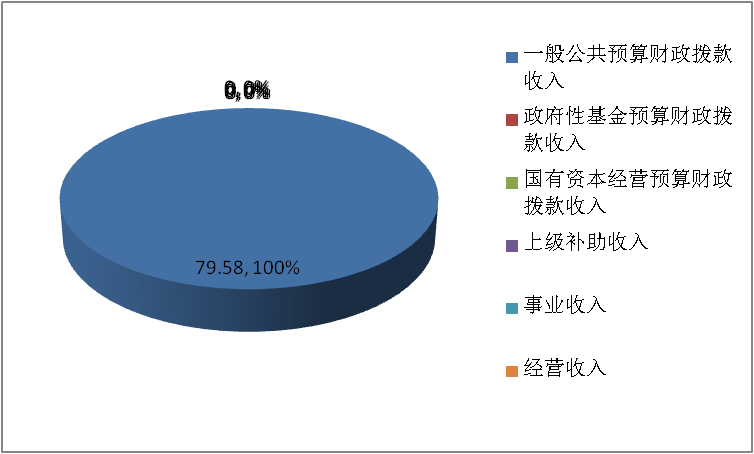 0, 0%
79.58, 100%
一般公共预算财政拨款
收入
政府性基金预算财政拨
款收入
国有资本经营预算财政
拨款收入
上级补助收入
事业收入
经营收入